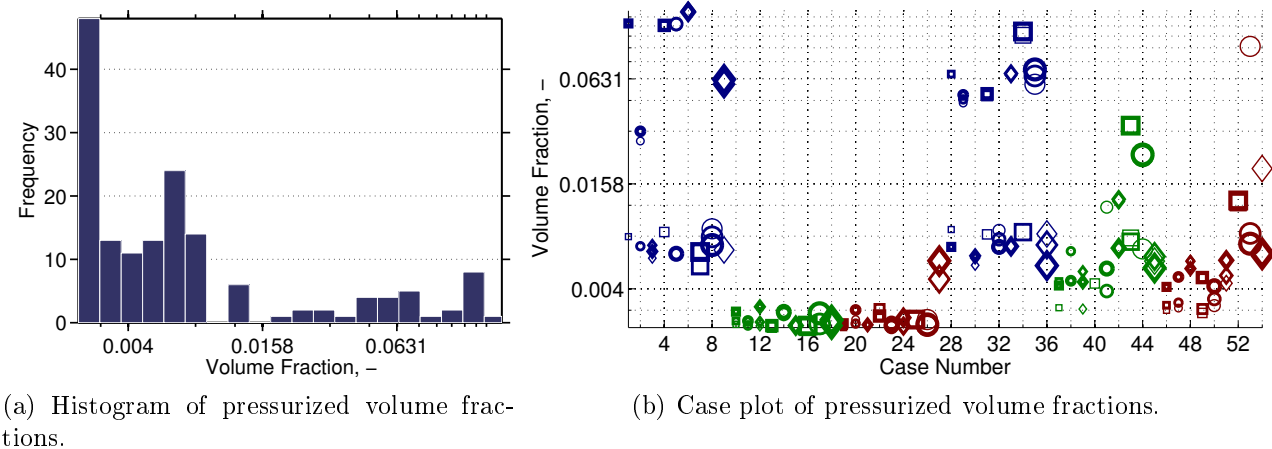 40
30
20
10
0
Frequency
0.004 0.0158 0.0631
Volume Fraction, −
0.0631
0.0158
0.004
Volume Fraction, −
4 8 12 16 20 24 28 32 36 40 44 48 52
Case Number
(a) Histogram of pressurized volume frac-
tions.
(b) Case plot of pressurized volume fractions.